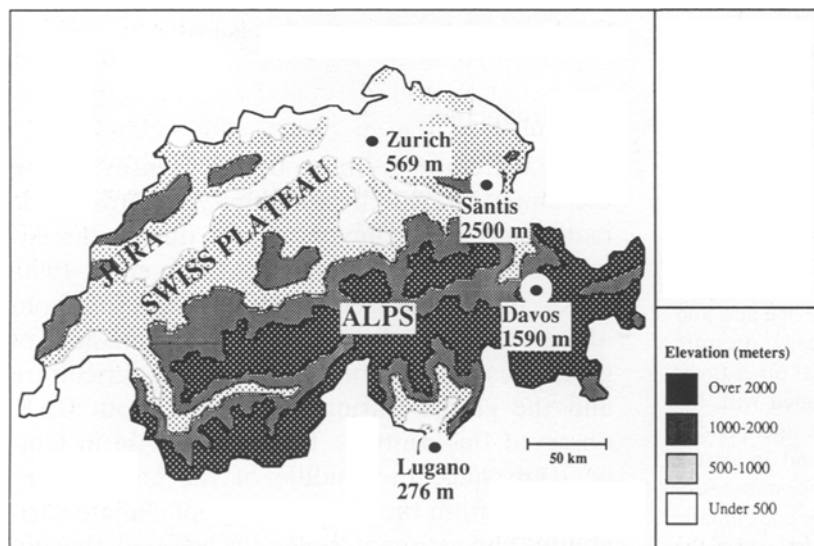 Zurich
569 m
Säntis
2500 m
JURA
SWISS PLATEAU
ALPS
Davos
1590 m
Lugano
276 m
50 km
Elevation (meters)
Over 2000
1000-2000
500-1000
Under 500